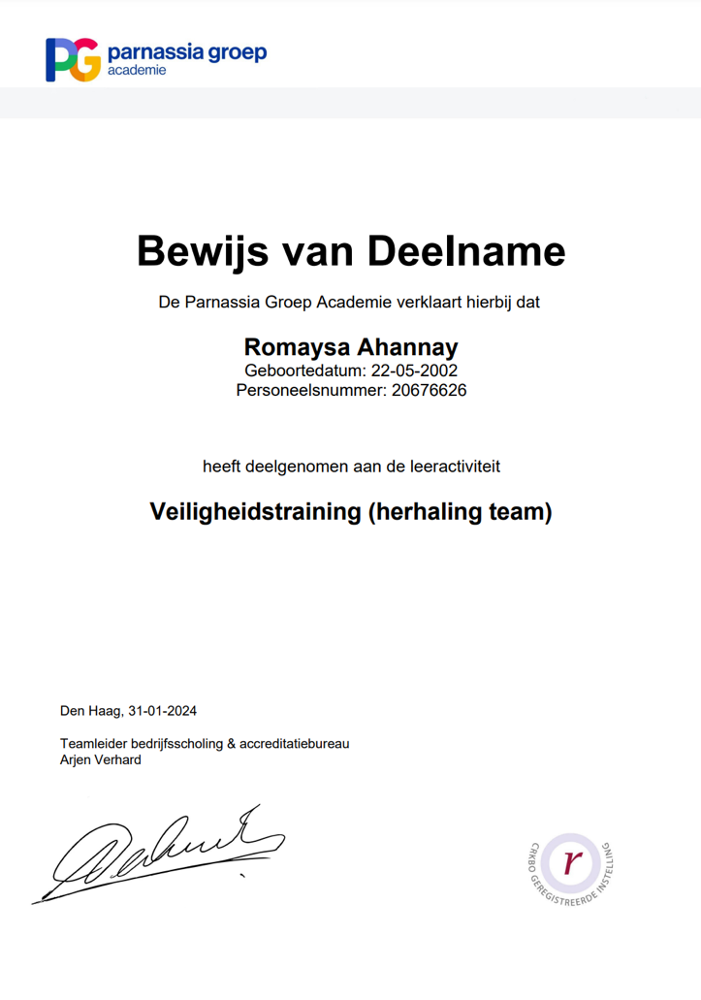 PG parnassia groep
academie
Bewijs van Deelname
De Parnassia Groep Academie verklaart hierbij dat
Romaysa Ahannay
Geboortedatum: 22-05-2002
Personeelsnummer: 20676626
heeft deelgenomen aan de leeractiviteit
Veiligheidstraining (herhaling team)
Den Haag, 31-01-2024
Teamleider bedrijfsscholing & accreditatiebureau
Arjen Verhard
r
CRKBO GEREGISTREERDE INSTELLING